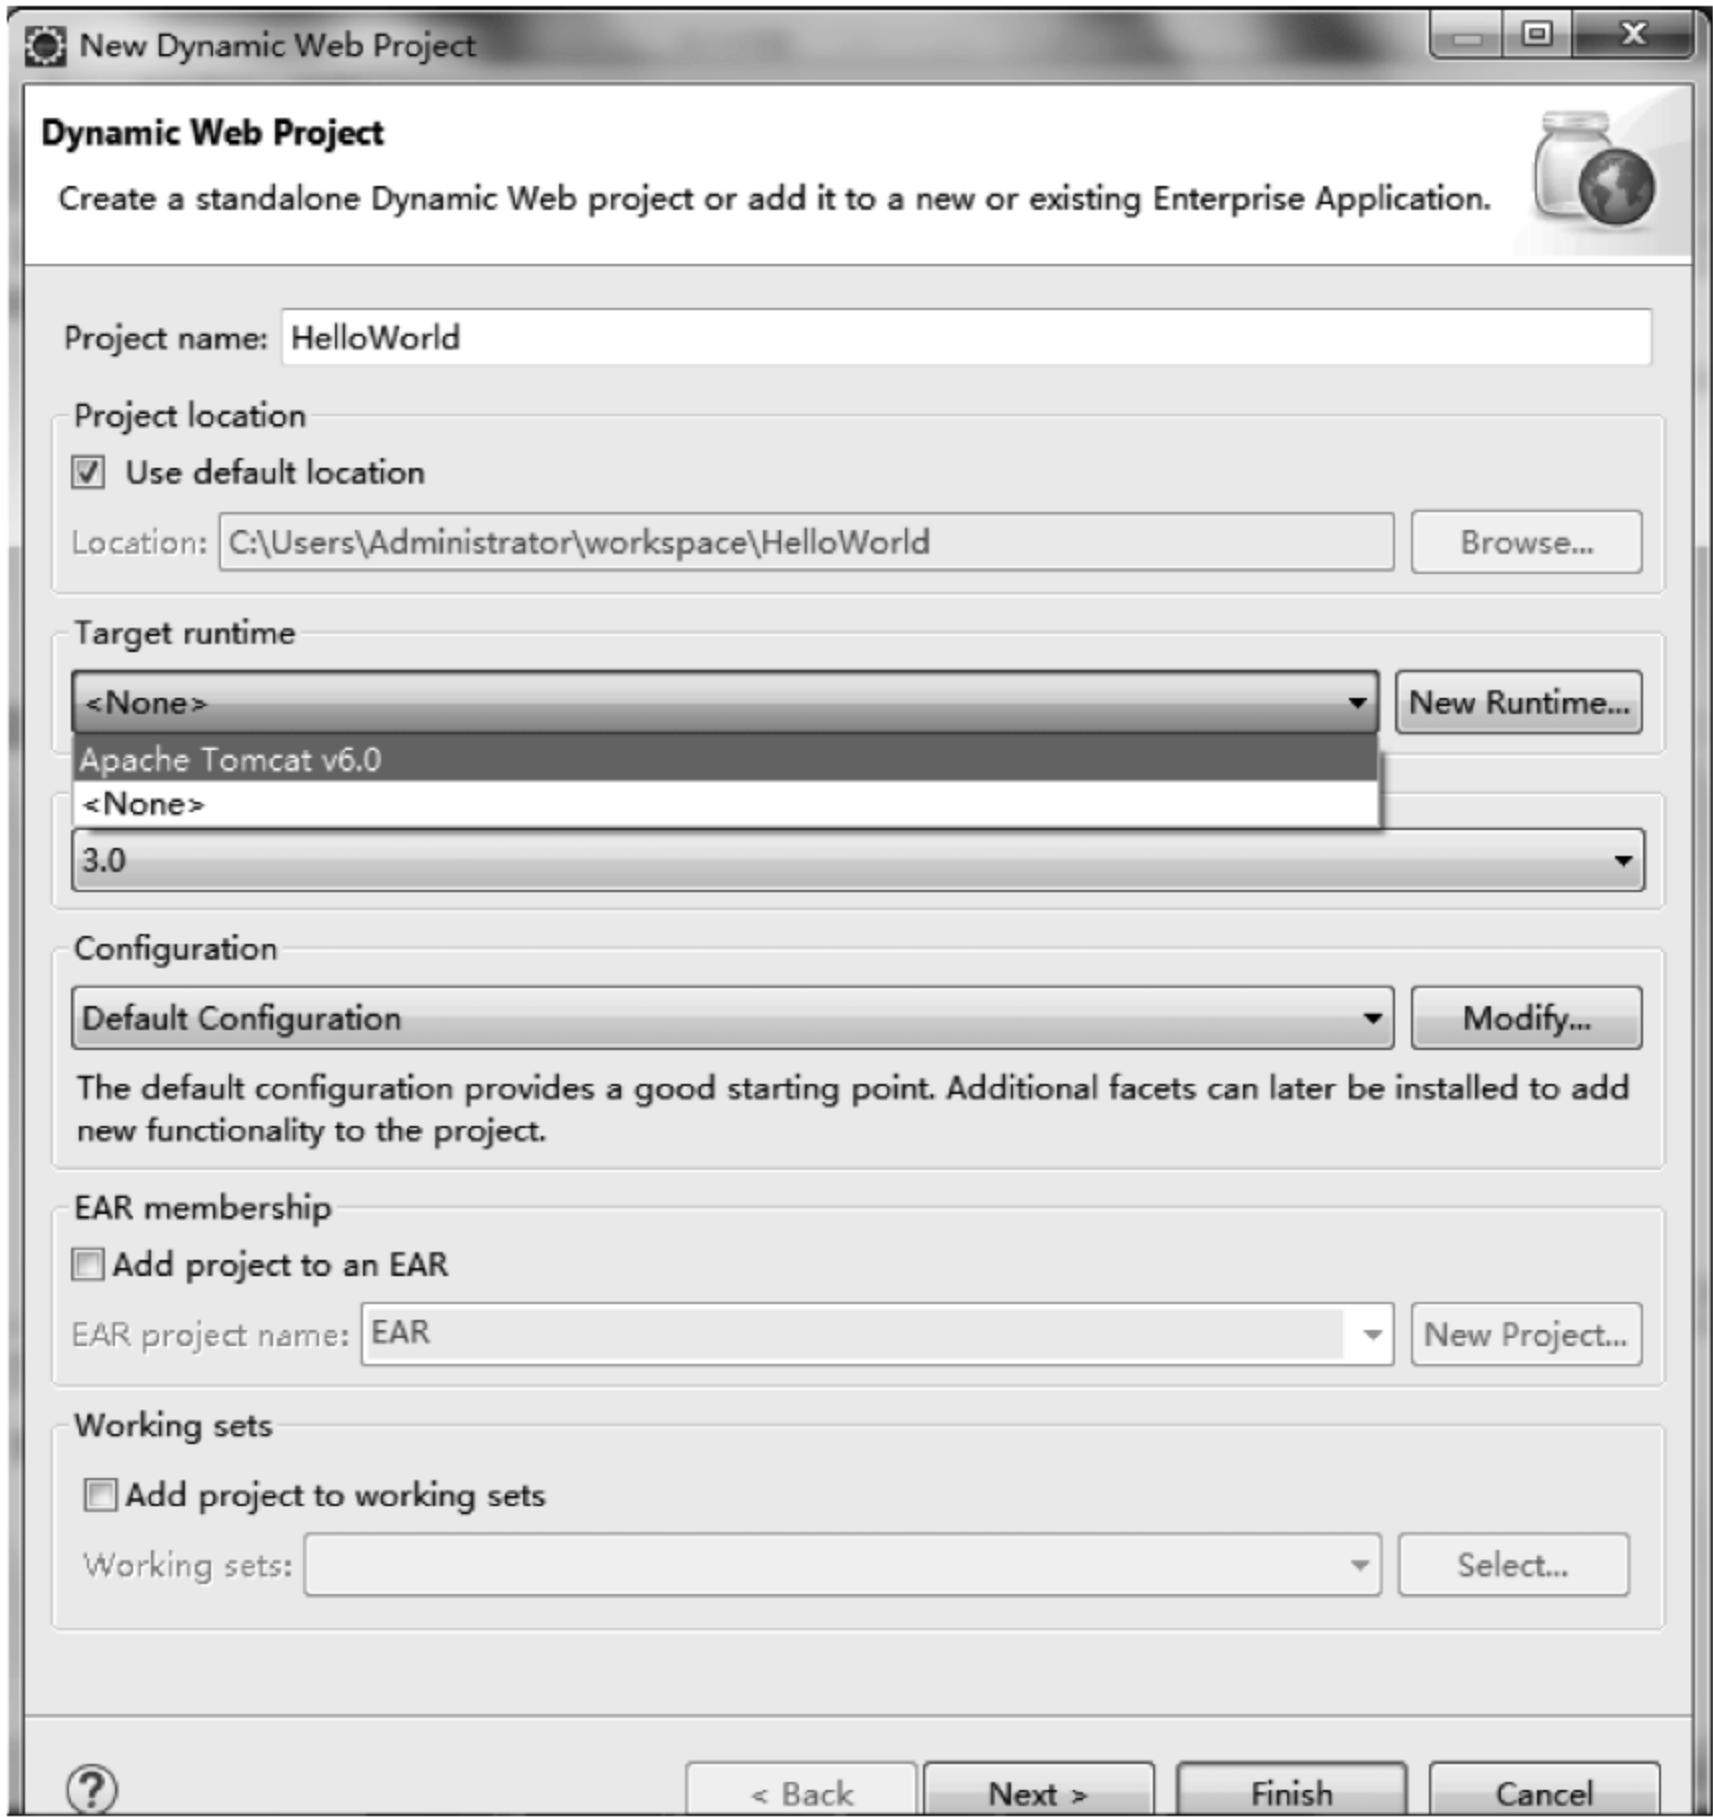 New Dynamic Web Project
Dynamic Web Project
Create a standalone Dynamic Web project or add it to a new or existing Enterprise Application.
Project name: HelloWorld
Project location
Use default location
Location: C:\Users\Administrator\workspace\HelloWorld Browse...
Target runtime
<None> New Runtime...
Apache Tomcat v6.0
<None>
3.0
Configuration
Default Configuration Modify...
The default configuration provides a good starting point. Additional facets can later be installed to add
new functionality to the project.
EAR membership
Add project to an EAR
EAR project name: EAR New Project...
Working sets
Add project to working sets
Working sets: Select...
? < Back Next > Finish Cancel